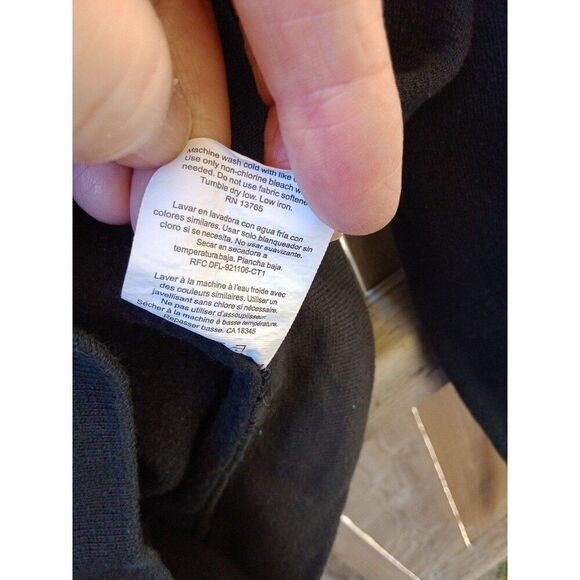 Machine wash cold with like
Use only non-chlorine bleach w
needed. Do not use fabric softene
Tumble dry low. Low iron.
RN 13765
Lavar en lavadora con agua fría con
colores similares. Usar solo blanqueador sin
cloro si se necesita. No usar suavizante.
Secar en secadora a
temperatura baja. Plancha baja.
RFC DFL-921106-CT1
Laver à la machine à l'eau froide avec
des couleurs similaires. Utiliser un
javellisant sans chlore si nécessaire.
Ne pas utiliser d'assouplisseur
Sécher à la machine à basse température.
Repasser basse. CA 18345